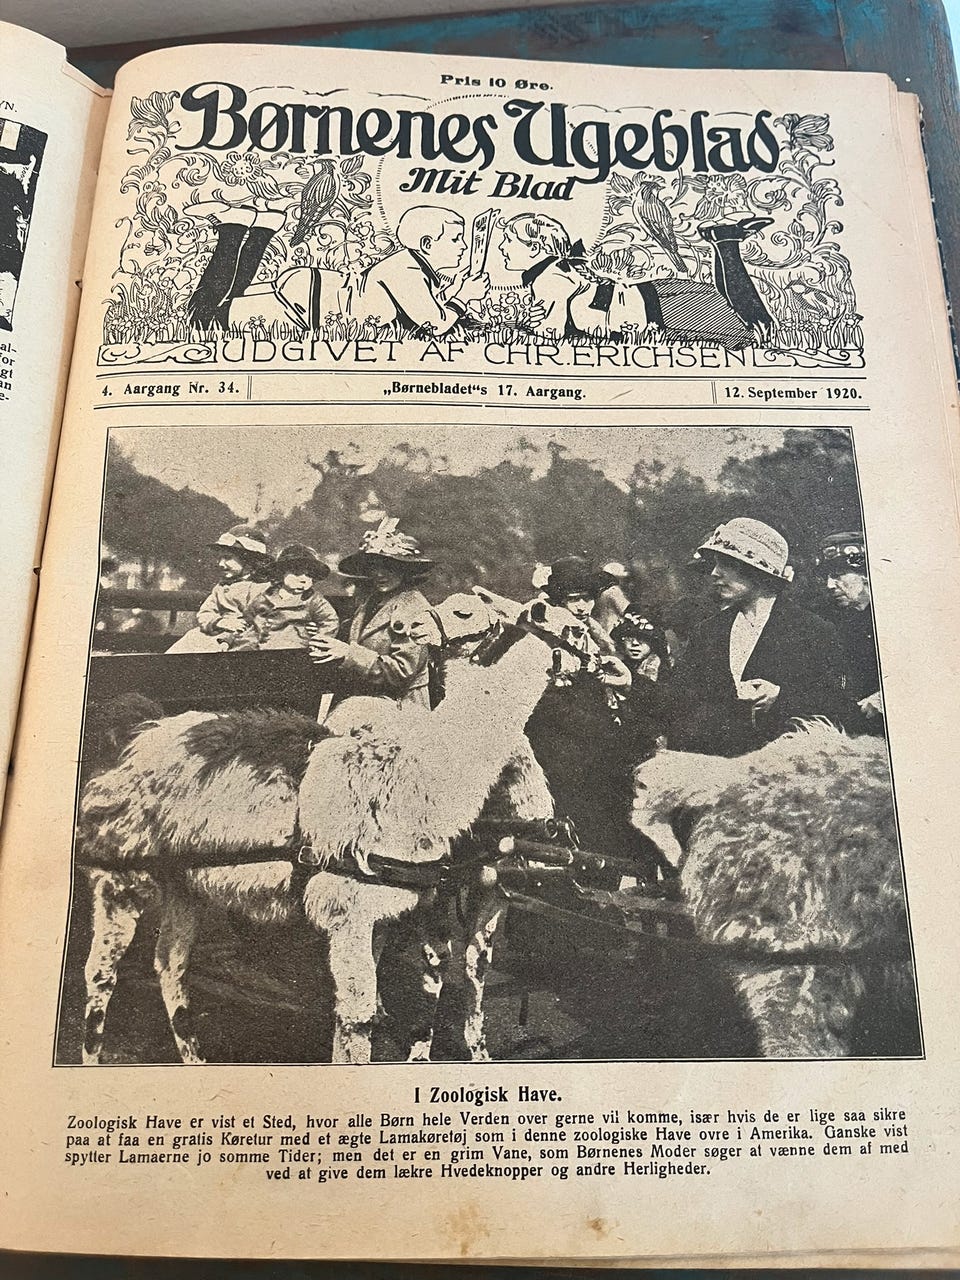 Pris 10 Øre.
Børnenes Ugeblad
Mit Blad
UDGIVET AF CHR. ERICHSEN
4. Aargang Nr. 34.
„Børnebladet“s 17. Aargang.
12. September 1920.
I Zoologisk Have.
Zoologisk Have er vist et Sted, hvor alle Børn hele Verden over gerne vil komme, især hvis de er lige saa sikre
paa at faa en gratis Køretur med et ægte Lamakøretøj som i denne zoologiske Have ovre i Amerika. Ganske vist
spytter Lamaerne jo somme Tider; men det er en grim Vane, som Børnenes Moder søger at vænne dem af med
ved at give dem lækre Hvedeknopper og andre Herligheder.